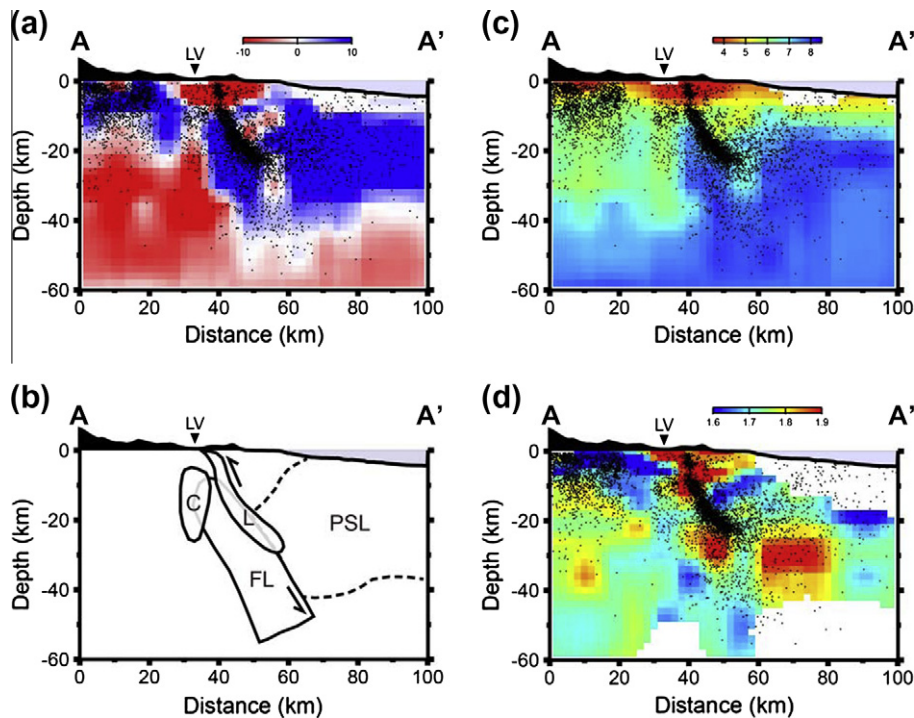 (a)
A LV A'
-10 0 10
0
-20
-40
-60
Depth (km)
0 20 40 60 80 100
Distance (km)
(c)
A LV A'
4 5 6 7 8
0
-20
-40
-60
Depth (km)
0 20 40 60 80 100
Distance (km)
(b)
A LV A'
0
-20
-40
-60
Depth (km)
C
L
PSL
FL
0 20 40 60 80 100
Distance (km)
(d)
A LV A'
1.6 1.7 1.8 1.9
0
-20
-40
-60
Depth (km)
0 20 40 60 80 100
Distance (km)